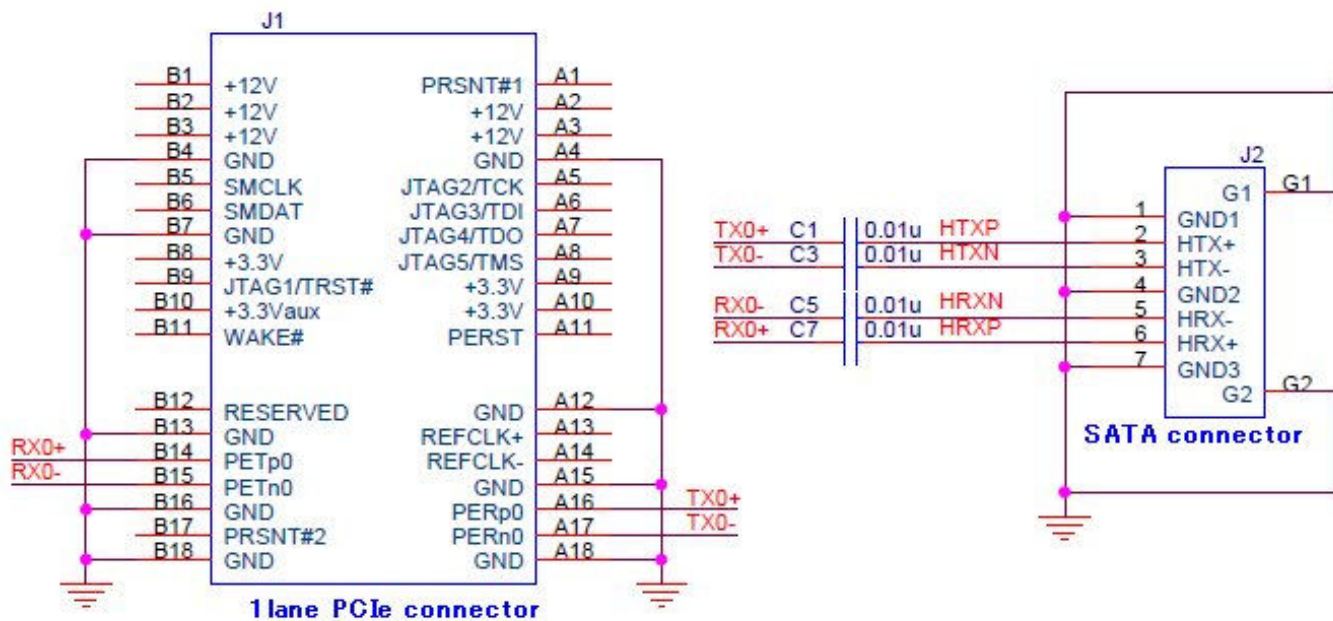 J1
B1 +12V PRSNT#1 A1
B2 +12V +12V A2
B3 +12V +12V A3
B4 GND GND A4
B5 SMCLK JTAG2/TCK A5
B6 SMDAT JTAG3/TDI A6
B7 GND JTAG4/TDO A7
B8 +3.3V JTAG5/TMS A8
B9 JTAG1/TRST# +3.3V A9
B10 +3.3Vaux +3.3V A10
B11 WAKE# PERST A11
B12 RESERVED GND A12
B13 GND REFCLK+ A13
RX0+ B14 PETp0 REFCLK- A14
RX0- B15 PETn0 GND A15
B16 GND PERp0 A16 TX0+
B17 PRSNT#2 PERn0 A17 TX0-
B18 GND GND A18
1lane PCIe connector
J2
G1 G1
1 GND1
TX0+ C1 0.01u HTXP 2 HTX+
TX0- C3 0.01u HTXN 3 HTX-
4 GND2
RX0- C5 0.01u HRXN 5 HRX-
RX0+ C7 0.01u HRXP 6 HRX+
7 GND3
G2 G2
SATA connector